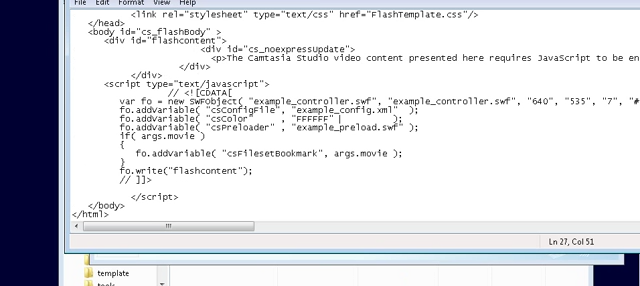 File Edit Format View Help
<link rel="stylesheet" type="text/css" href="FlashTemplate.css"/>
</head>
<body id="cs_flashBody" >
<div id="flashcontent">
<div id="cs_noexpressUpdate">
<p>The Camtasia Studio video content presented here requires JavaScript to be en
</div>
</div>
<script type="text/javascript">
// <![CDATA[
var fo = new SWFObject( "example_controller.swf", "example_controller.swf", "640", "535", "7", "#
fo.addVariable( "csConfigFile", "example_config.xml" );
fo.addVariable( "csColor" , "FFFFFF" );
fo.addVariable( "csPreloader" , "example_preload.swf" );
if( args.movie )
{
fo.addVariable( "csFilesetBookmark", args.movie );
}
fo.write("flashcontent");
// ]]>
</script>
</body>
</html>
Ln 27, Col 51
template
tools